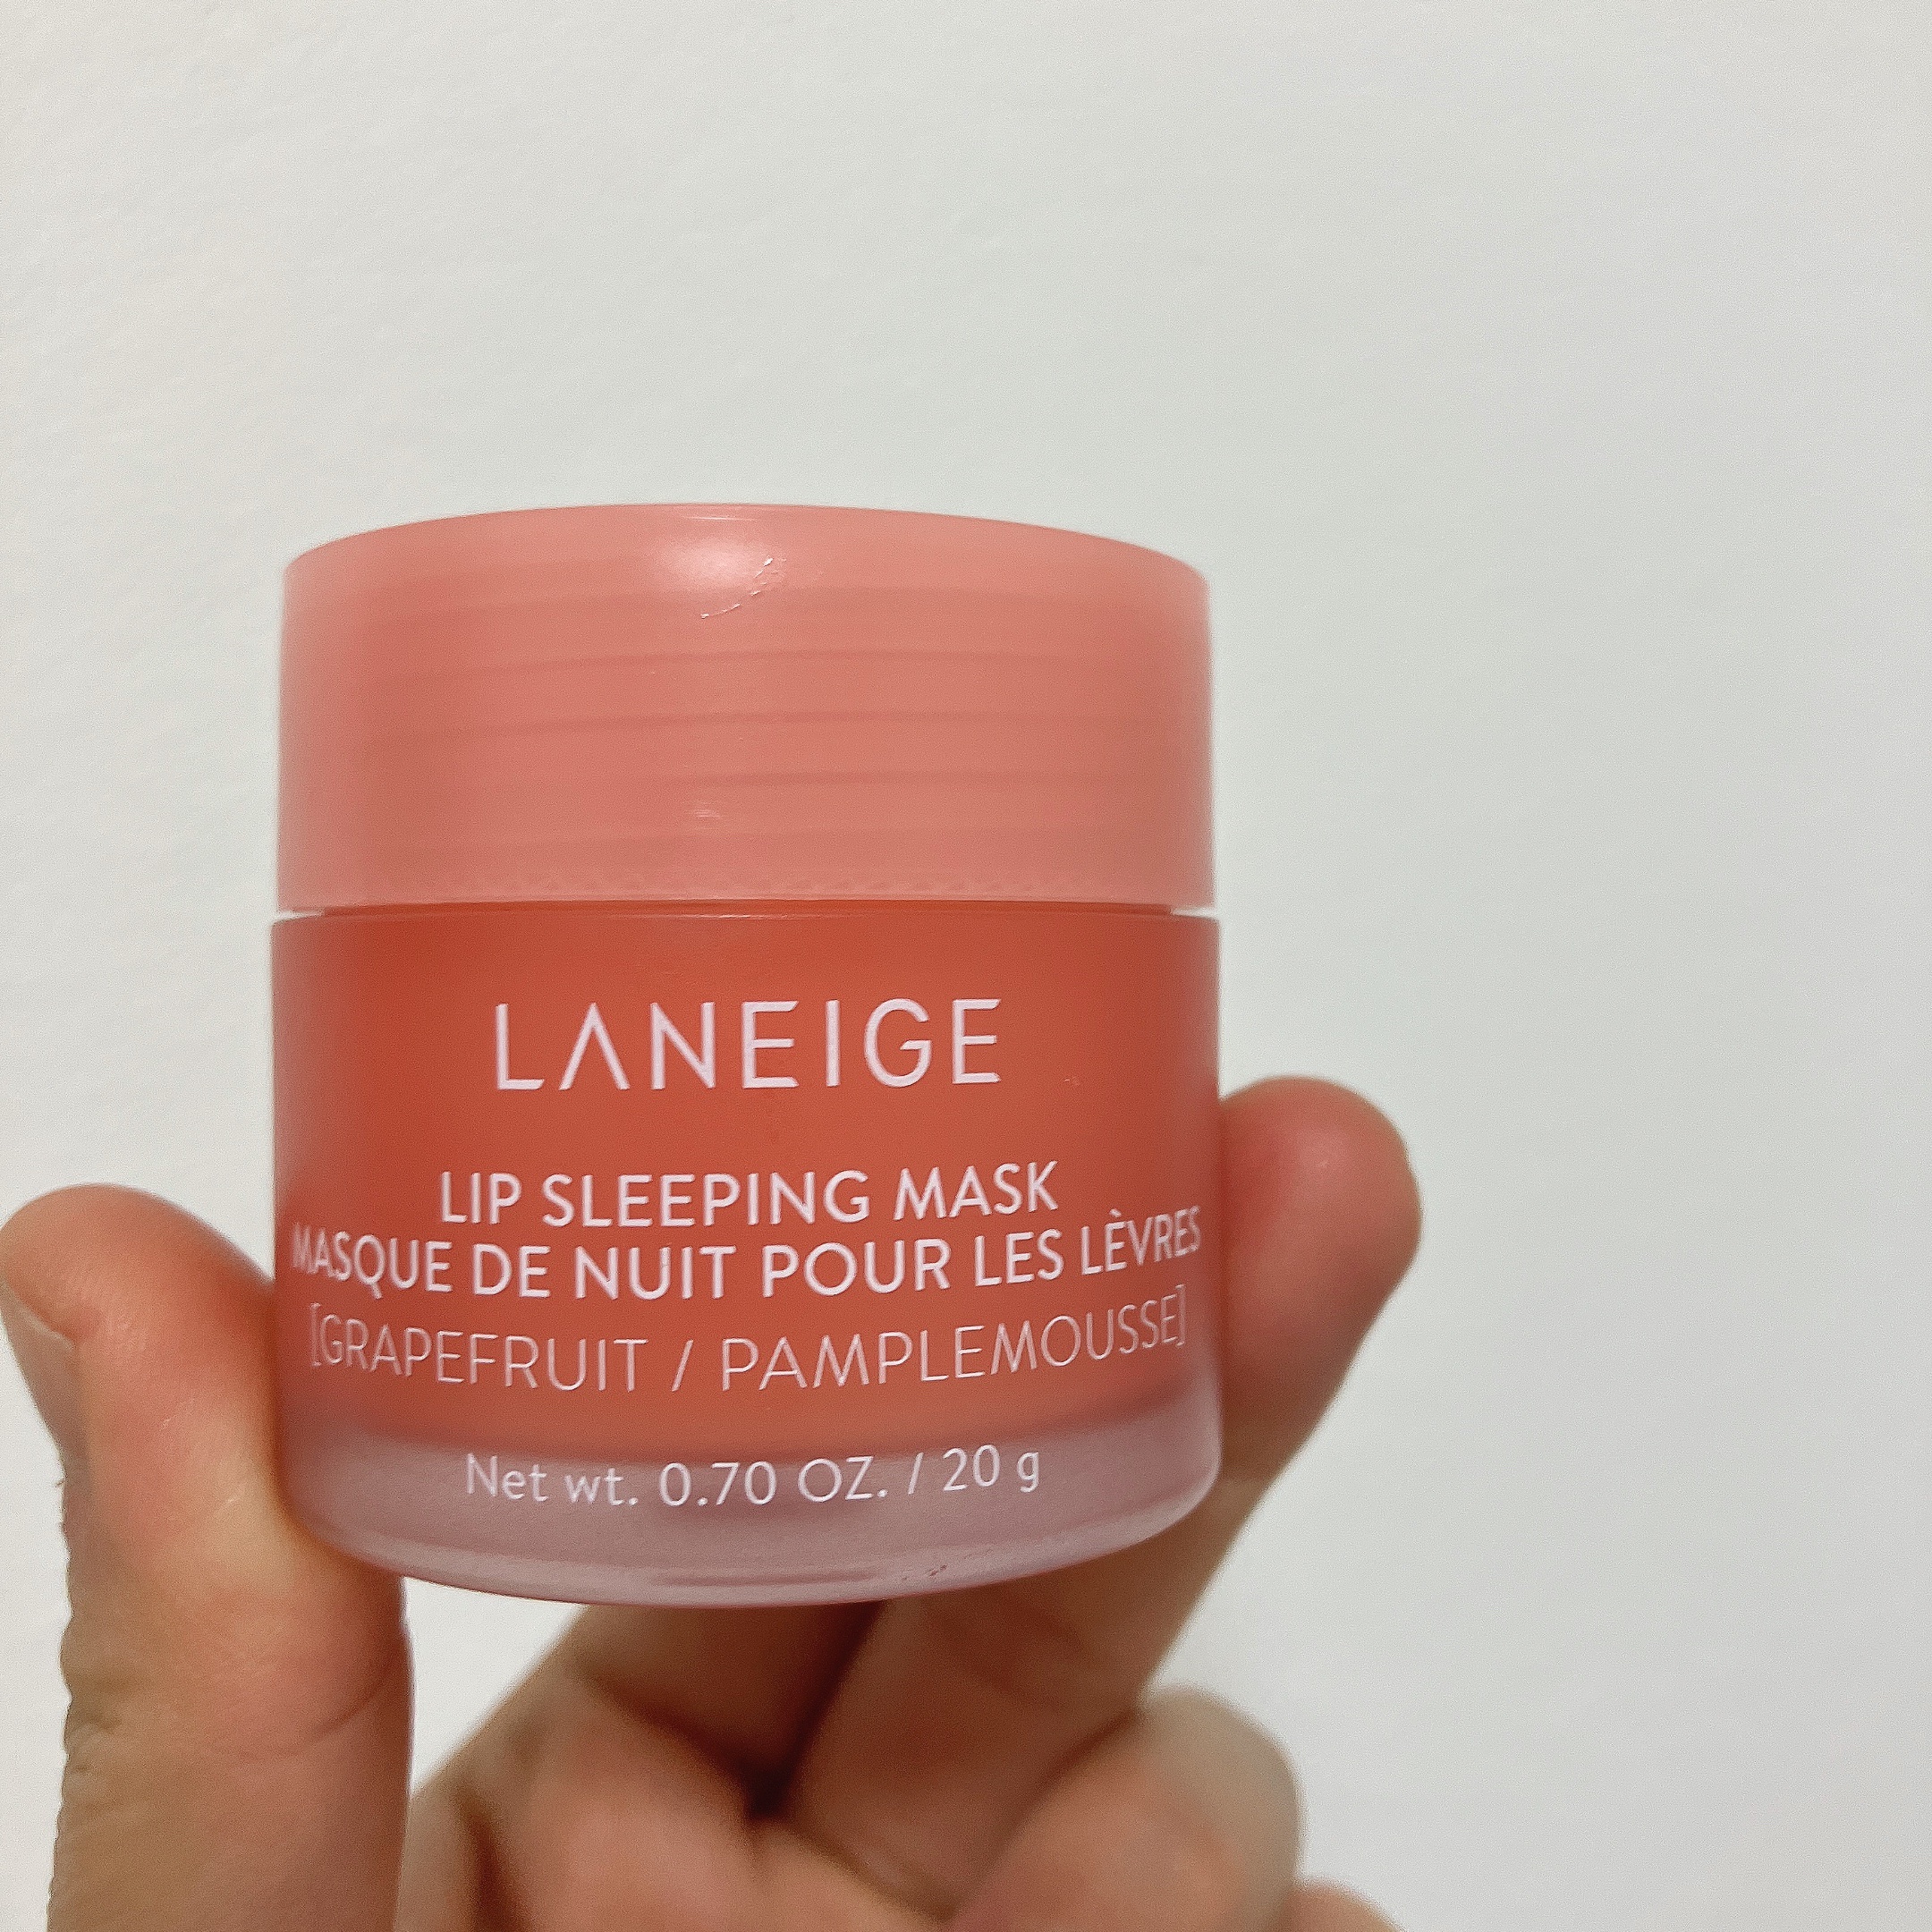 LANEIGE
LIP SLEEPING MASK
MASQUE DE NUIT POUR LES LÈVRES
[GRAPEFRUIT / PAMPLEMOUSSE]
Net wt. 0.70 OZ. / 20 g